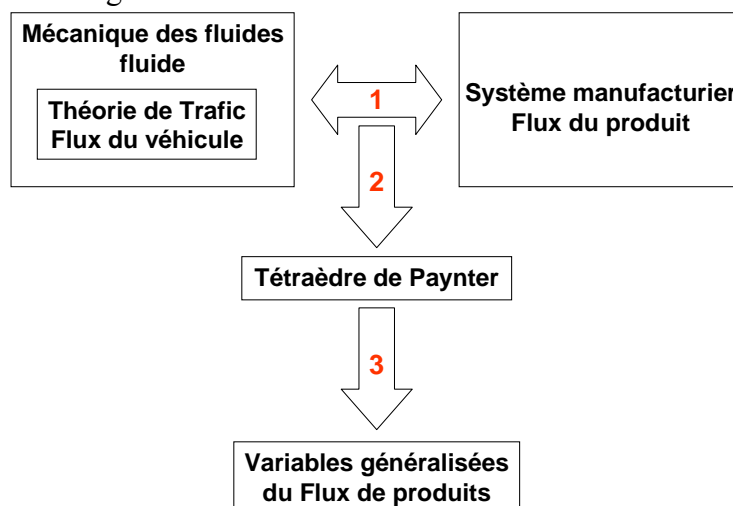 Mécanique des fluides
fluide
Théorie de Trafic
Flux du véhicule
1
Système manufacturier
Flux du produit
2
Tétraèdre de Paynter
3
Variables généralisées
du Flux de produits